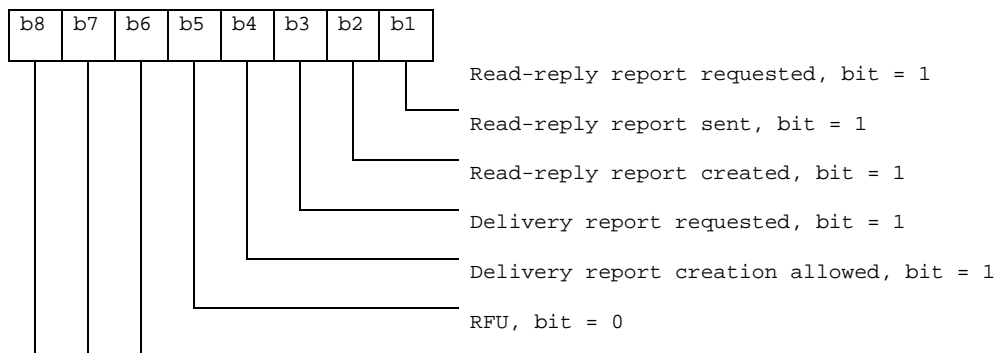 b8 b7 b6 b5 b4 b3 b2 b1
Read-reply report requested, bit = 1
Read-reply report sent, bit = 1
Read-reply report created, bit = 1
Delivery report requested, bit = 1
Delivery report creation allowed, bit = 1
RFU, bit = 0